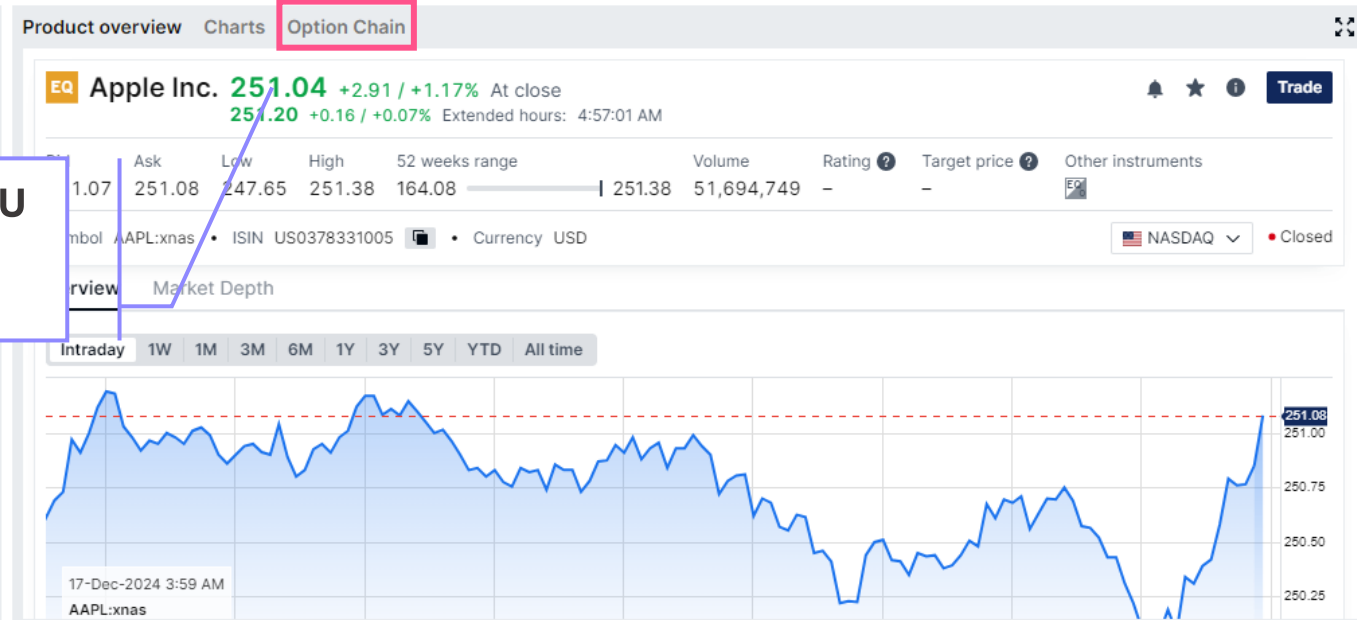 Product overview Charts Option Chain
EQ Apple Inc. 251.04 +2.91 / +1.17% At close Trade
251.20 +0.16 / +0.07% Extended hours: 4:57:01 AM
Ask Low High 52 weeks range Volume Rating ? Target price ? Other instruments
1.07 251.08 247.65 251.38 164.08 251.38 51,694,749 – –
U
mbol AAPL:xnas • ISIN US0378331005 • Currency USD NASDAQ • Closed
rview Market Depth
Intraday 1W 1M 3M 6M 1Y 3Y 5Y YTD All time
251.08
251.00
250.75
250.50
17-Dec-2024 3:59 AM
250.25
AAPL:xnas